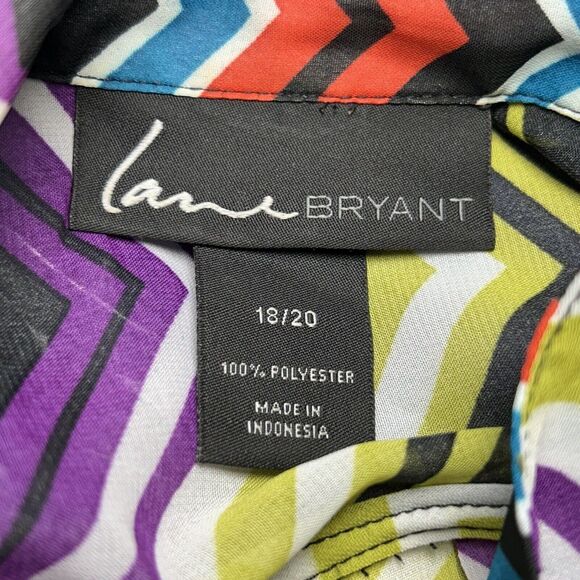 Lane BRYANT
18/20
100% POLYESTER
MADE IN
INDONESIA